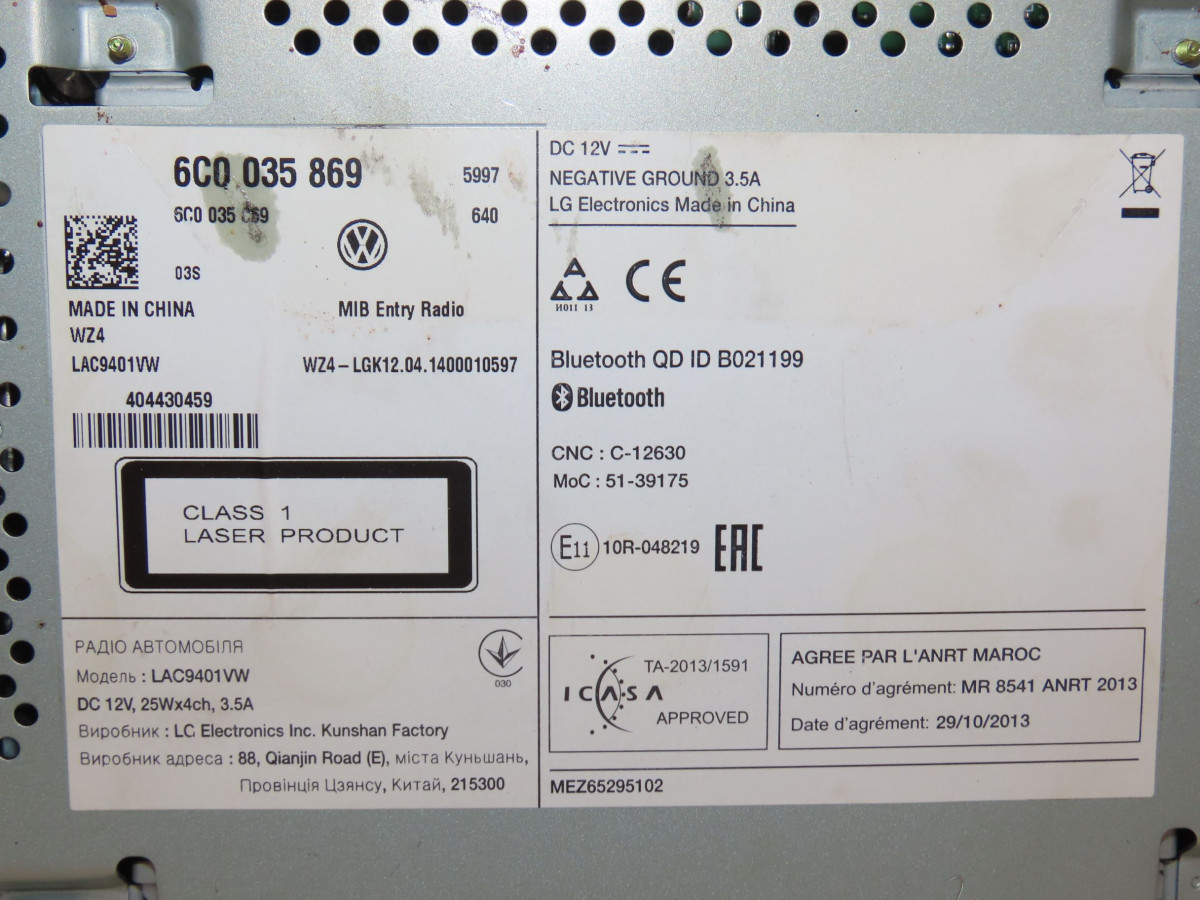 6C0 035 869
5997
6C0 035 869
640
03S
MADE IN CHINA
MIB Entry Radio
WZ4
LAC9401VW
WZ4-LGK12.04.1400010597
404430459
CLASS 1
LASER PRODUCT
РАДІО АВТОМОБІЛЯ
Модель : LAC9401VW
DC 12V, 25Wx4ch, 3.5A
030
Виробник : LG Electronics Inc. Kunshan Factory
Виробник адреса : 88, Qianjin Road (E), міста Куньшань,
Провінція Цзянсу, Китай, 215300
DC 12V
NEGATIVE GROUND 3.5A
LG Electronics Made in China
И011 13
CE
Bluetooth QD ID B021199
Bluetooth
CNC : C-12630
MoC : 51-39175
E11 10R-048219 EAC
ICASA
TA-2013/1591
APPROVED
AGREE PAR L'ANRT MAROC
Numéro d'agrément: MR 8541 ANRT 2013
Date d'agrément: 29/10/2013
MEZ65295102